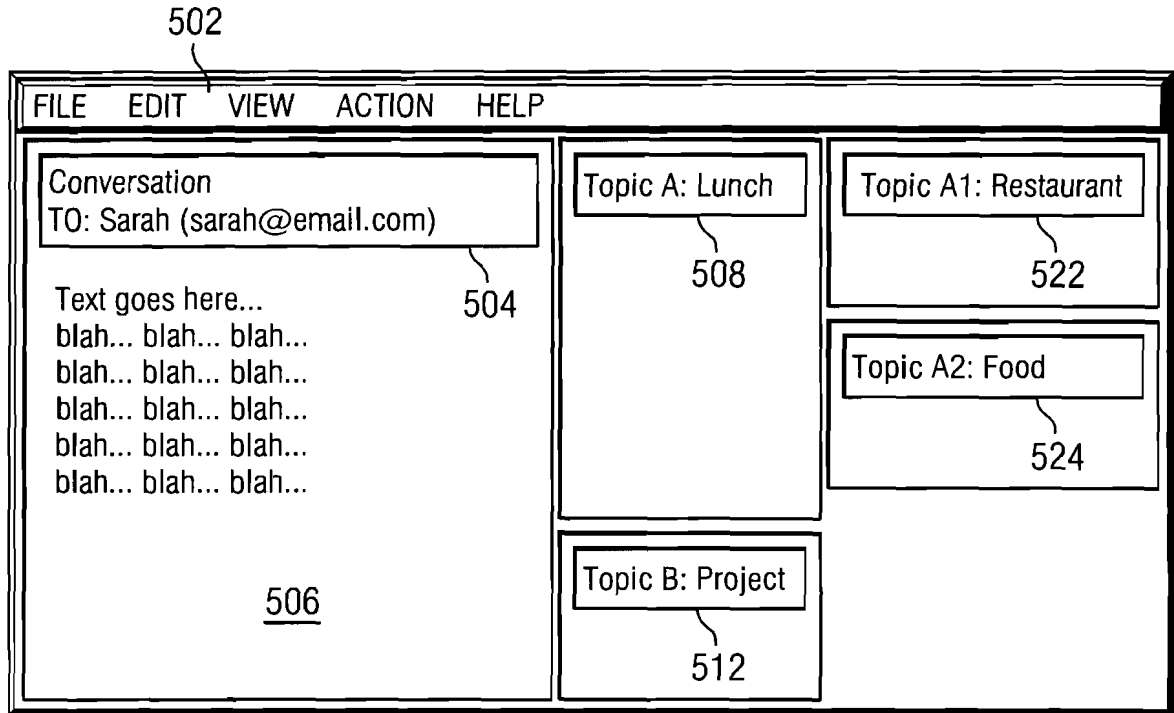 502
FILE EDIT VIEW ACTION HELP
Conversation
TO: Sarah (sarah@email.com)
504
Text goes here...
blah... blah... blah...
blah... blah... blah...
blah... blah... blah...
blah... blah... blah...
blah... blah... blah...
506
Topic A: Lunch
508
Topic B: Project
512
Topic A1: Restaurant
522
Topic A2: Food
524